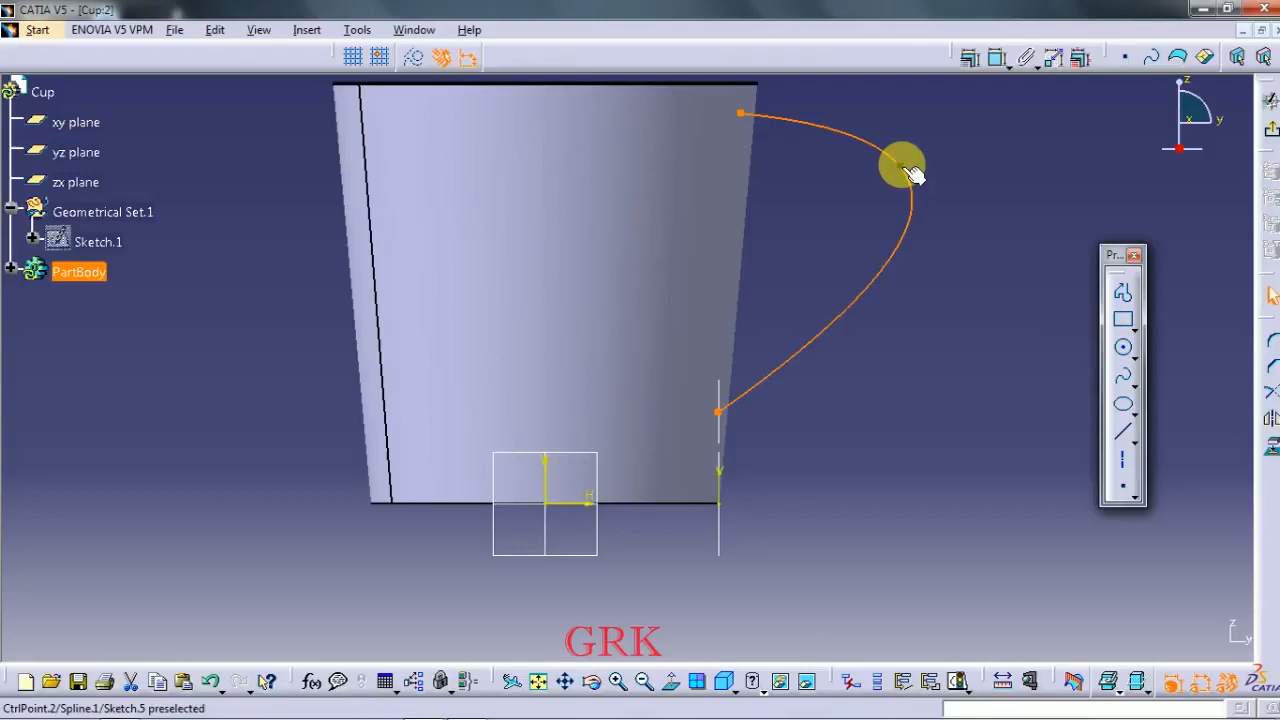 CATIA V5 - [Cup:2]
Start ENOVIA V5 VPM File Edit View Insert Tools Window Help
Cup
xy plane
yz plane
zx plane
Geometrical Set.1
Sketch.1
PartBody
z
x
y
Pr...
V
V
H
GRK
z
y
CATIA
CtrlPoint.2/Spline.1/Sketch.5 preselected